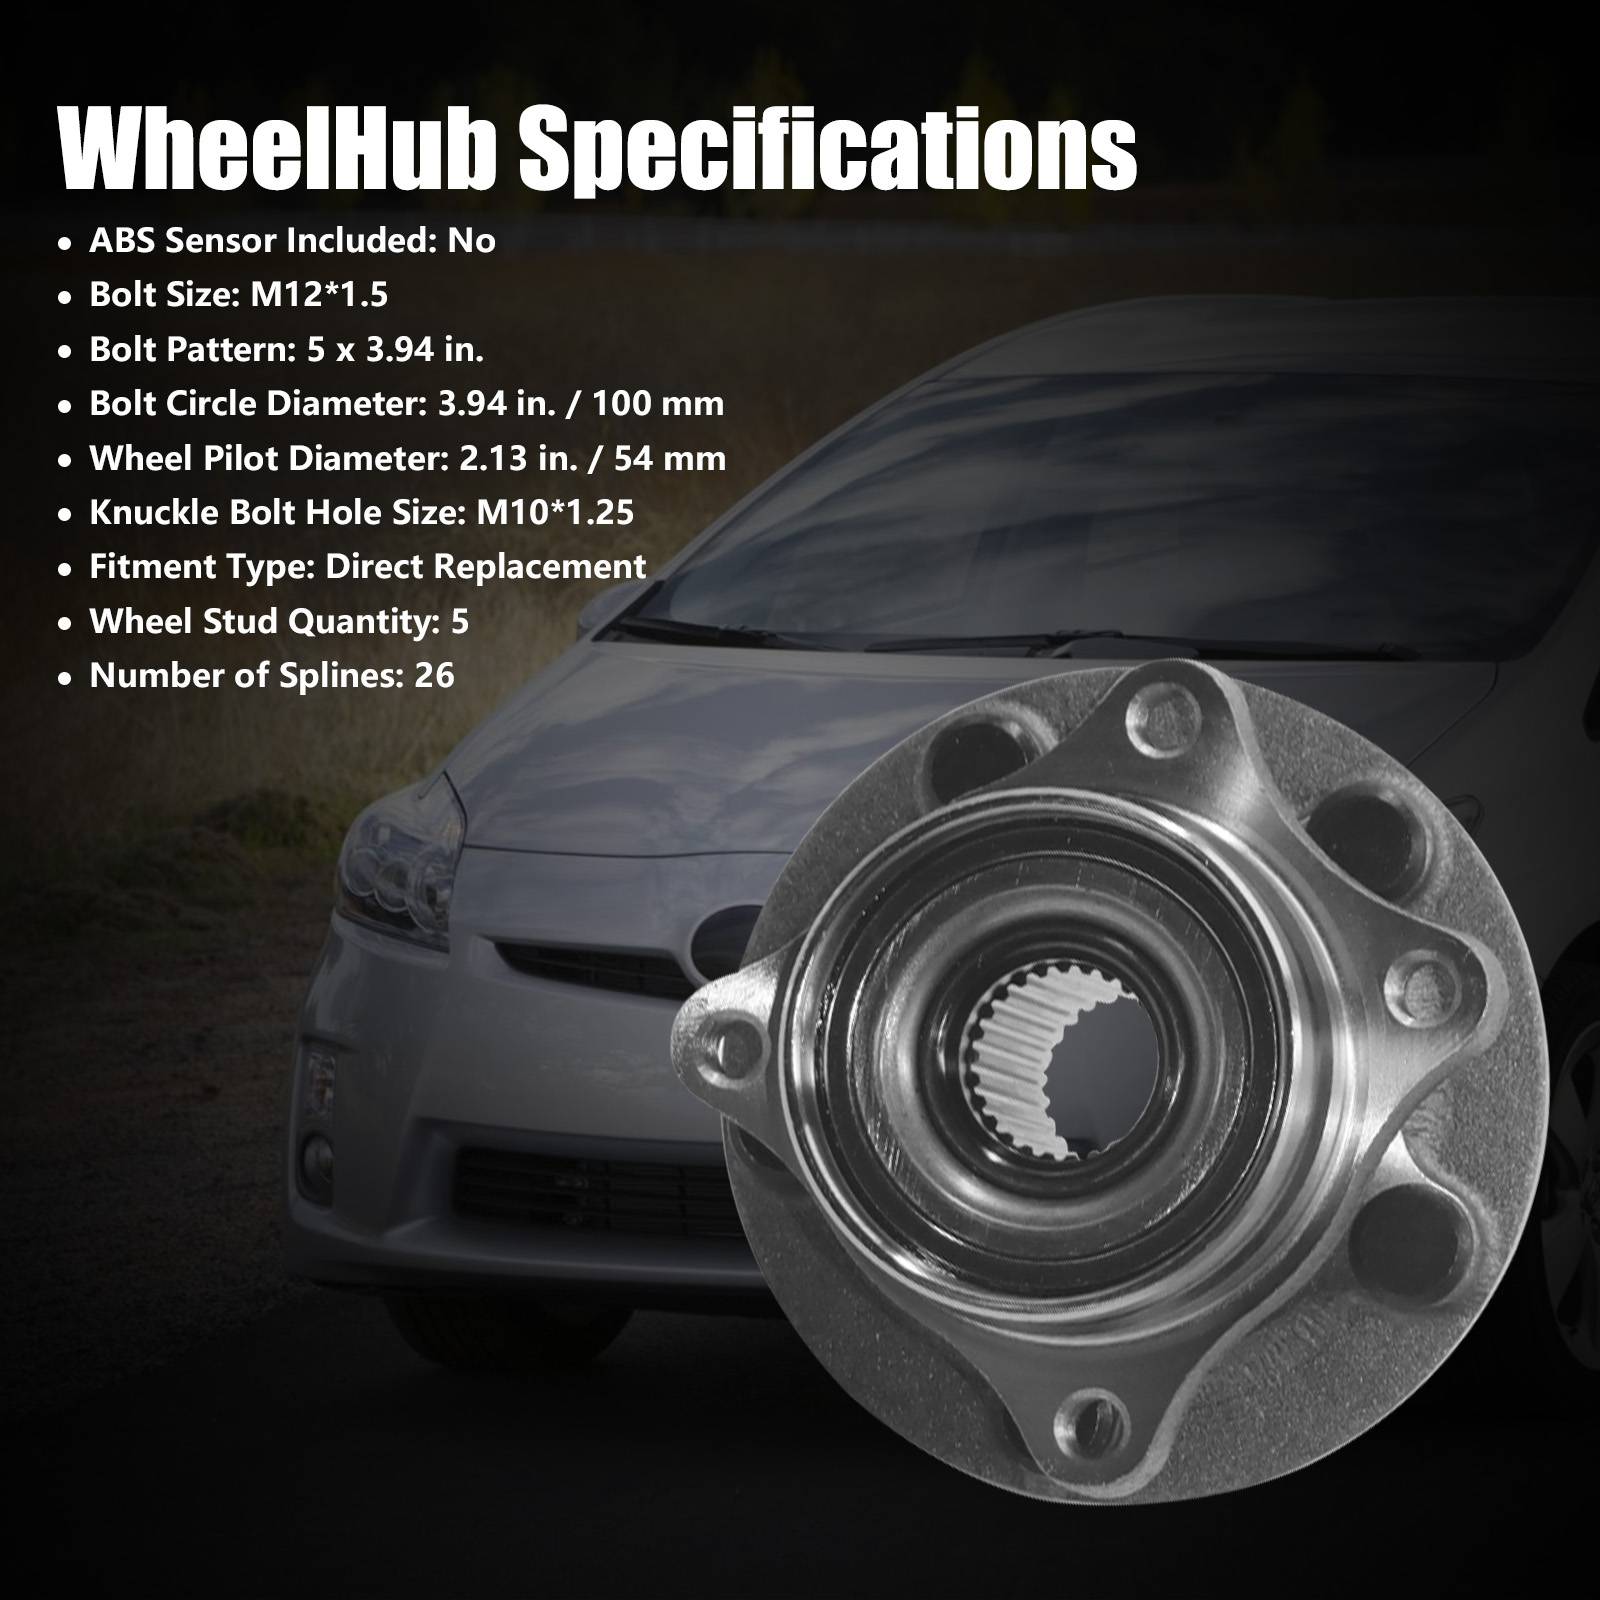 WheelHub Specifications
• ABS Sensor Included: No
• Bolt Size: M12*1.5
• Bolt Pattern: 5 x 3.94 in.
• Bolt Circle Diameter: 3.94 in. / 100 mm
• Wheel Pilot Diameter: 2.13 in. / 54 mm
• Knuckle Bolt Hole Size: M10*1.25
• Fitment Type: Direct Replacement
• Wheel Stud Quantity: 5
• Number of Splines: 26